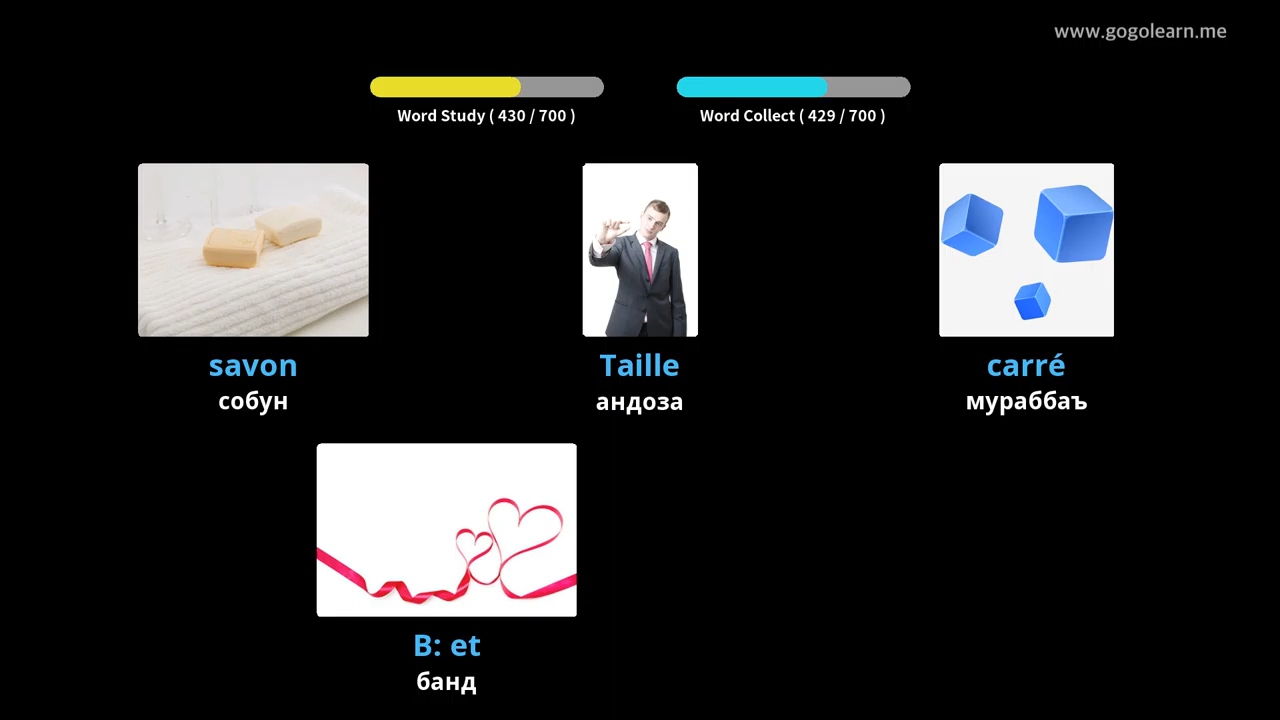 www.gogolearn.me
Word Study ( 430 / 700 )
Word Collect ( 429 / 700 )
savon
собун
Taille
андоза
carré
мураббаъ
B: et
банд